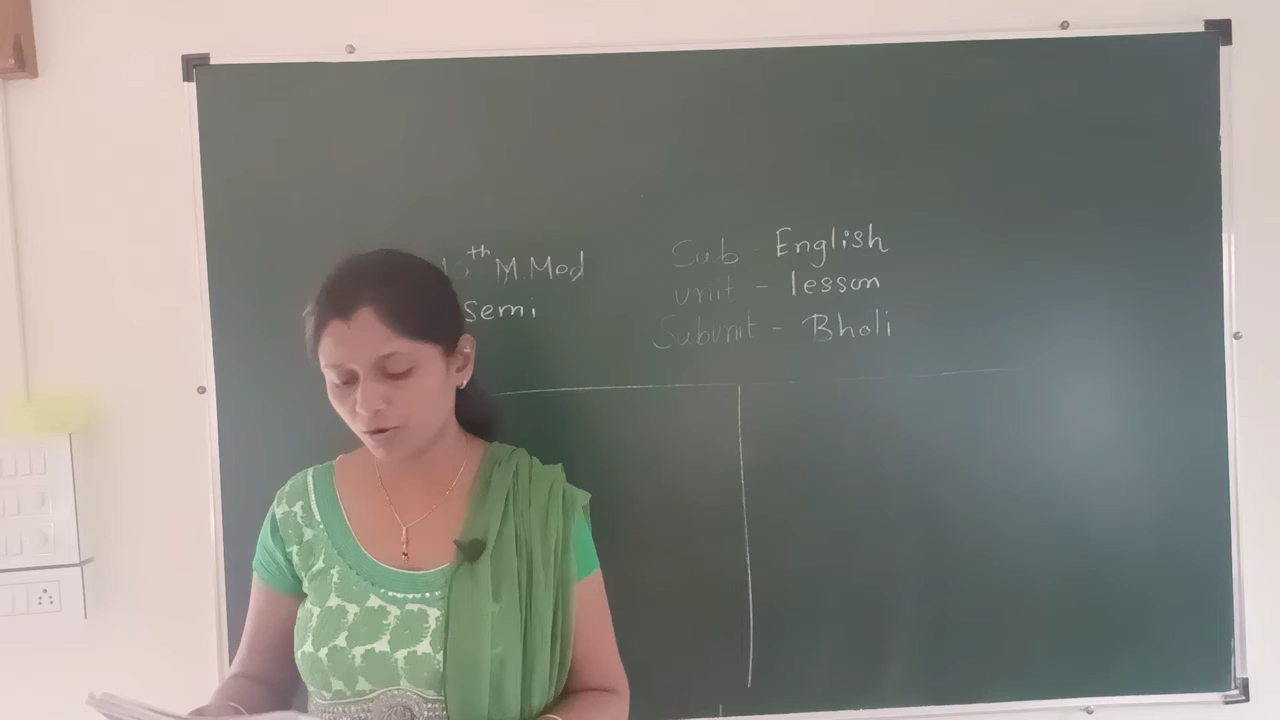 10th M Med
Semi
Sub - English
unit - lesson
Subunit - Bholi